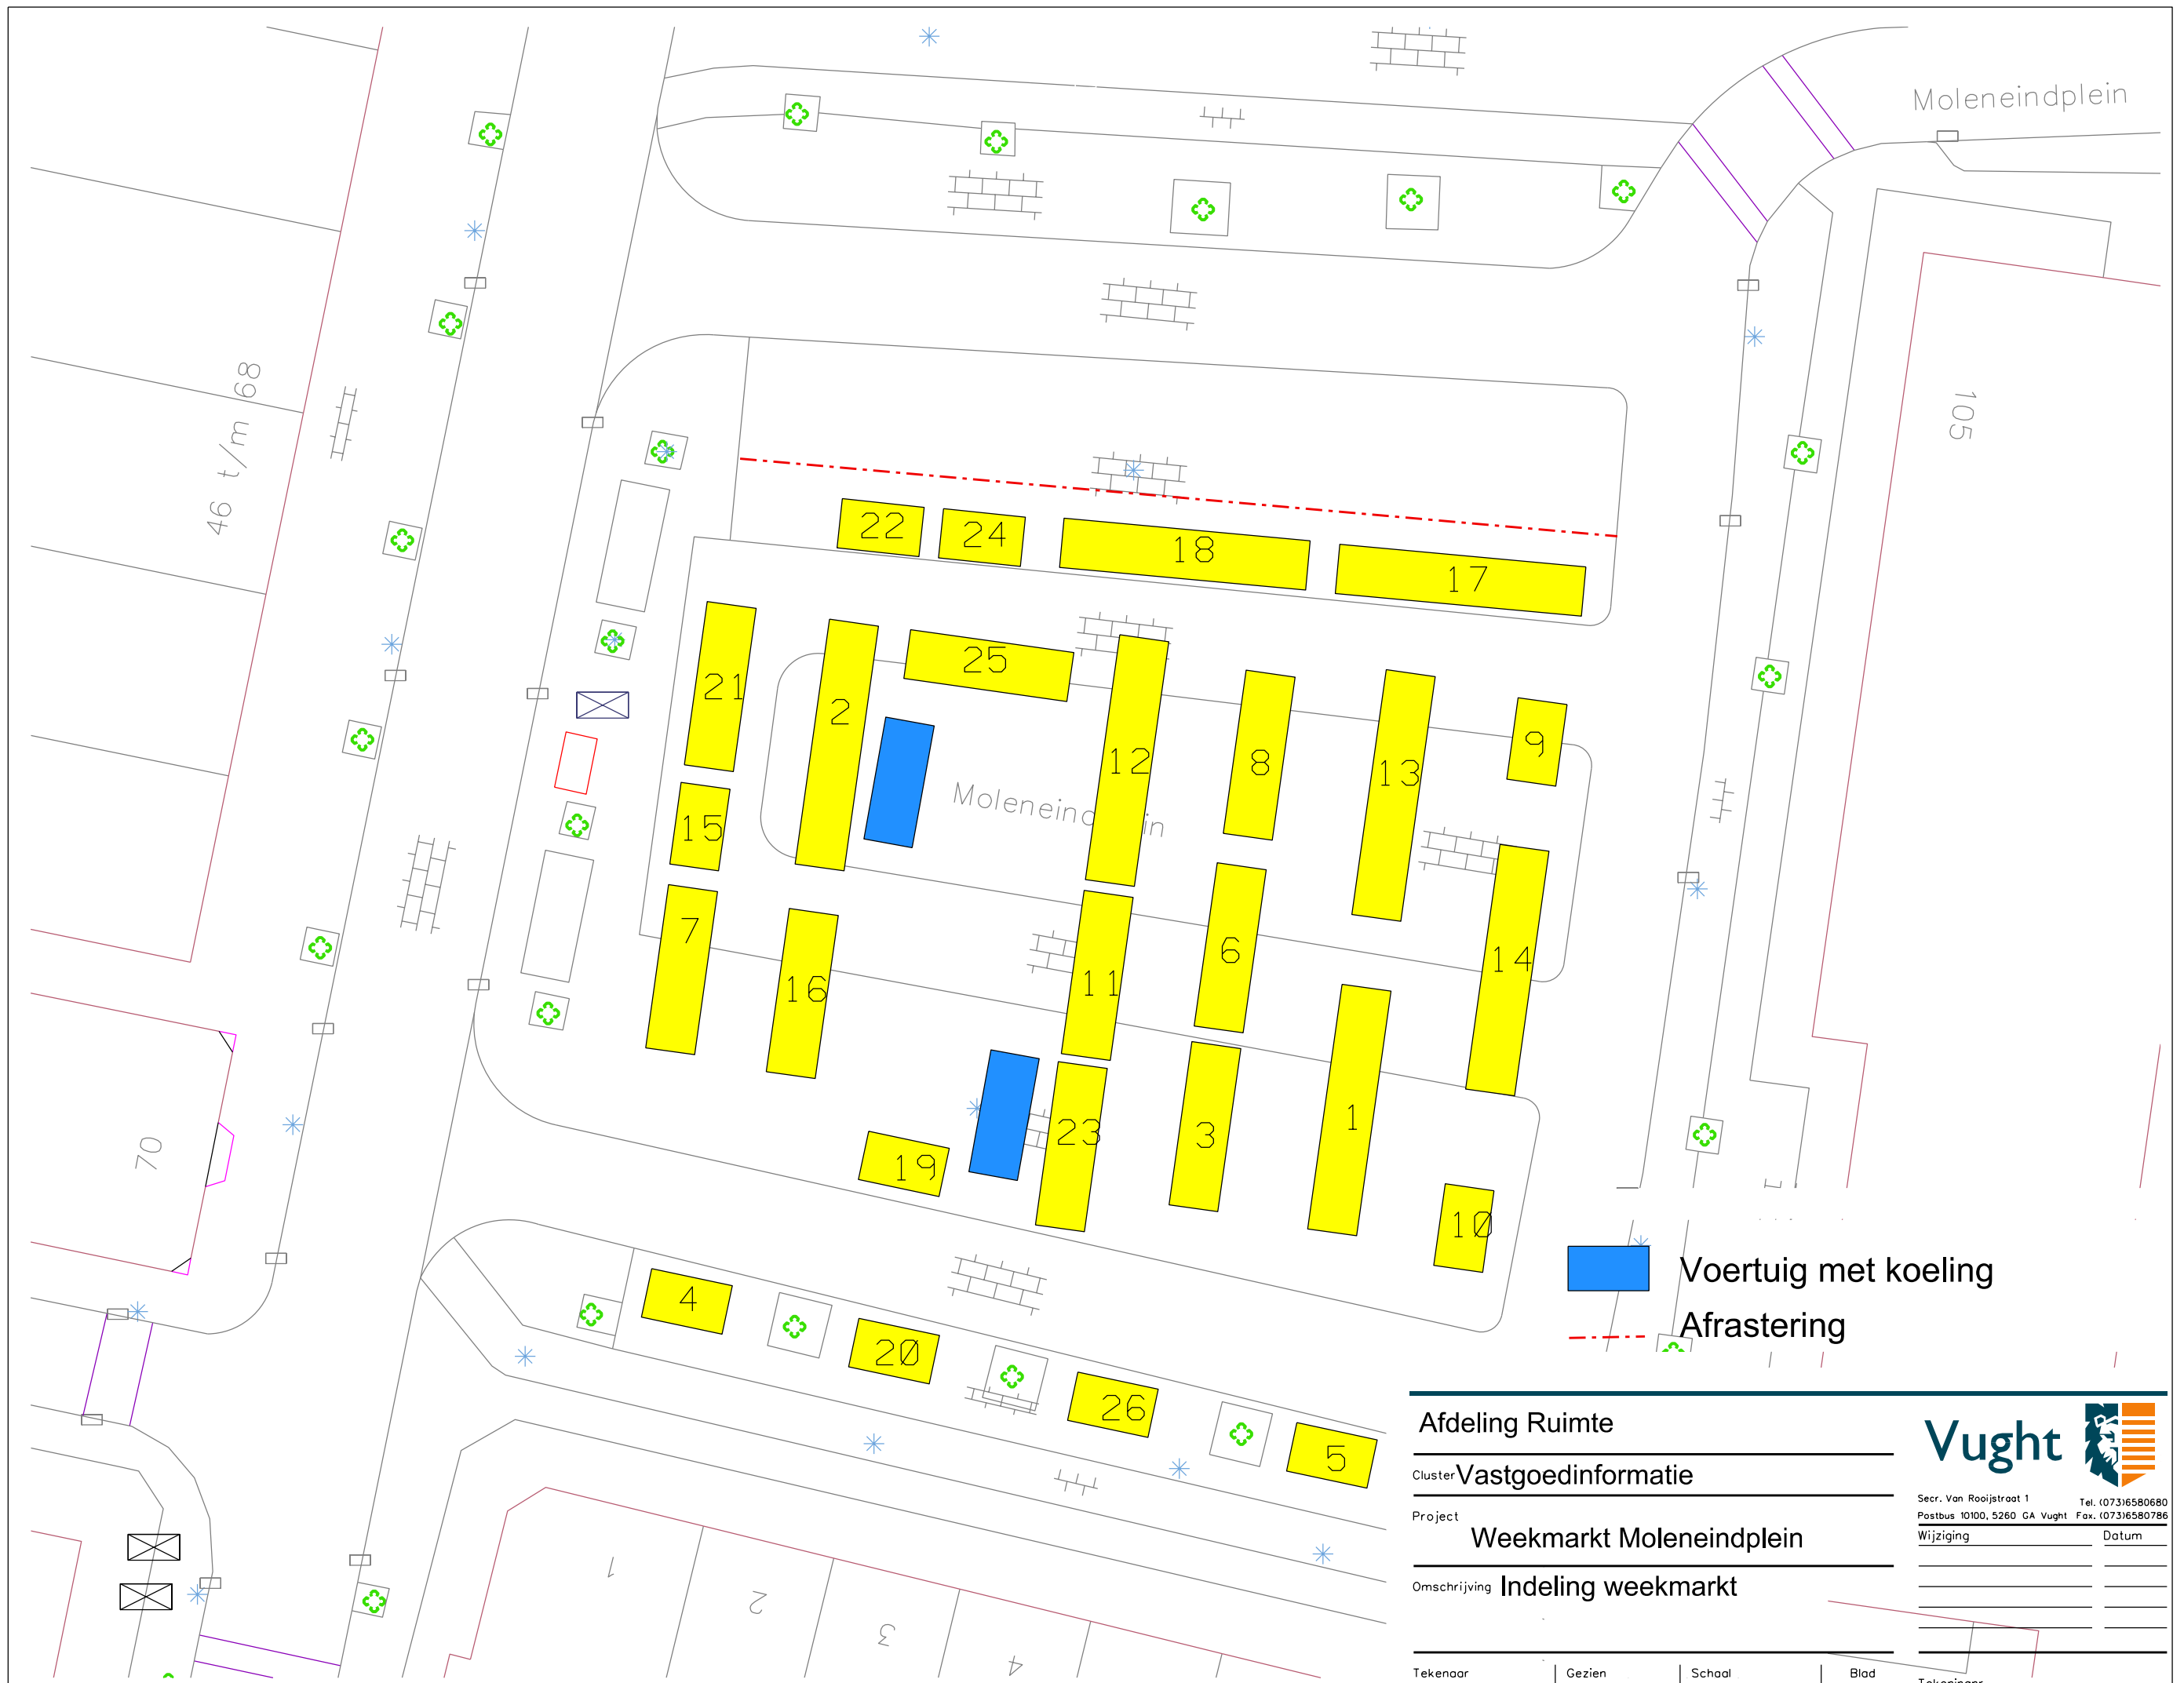 Moleneindplein
46 t/m 68
105
22
24
18
17
21
2
25
12
8
13
9
15
Moleneindplein
7
16
11
6
14
19
23
3
1
10
70
4
20
26
5
1
2
3
4
Voertuig met koeling
Afrastering
Afdeling Ruimte
Cluster Vastgoedinformatie
Project
Weekmarkt Moleneindplein
Omschrijving Indeling weekmarkt
Tekenaar Gezien Schaal Blad
Vught
Secr. Van Rooijstraat 1 Tel. (073)6580680
Postbus 10100, 5260 GA Vught Fax. (073)6580786
Wijziging Datum